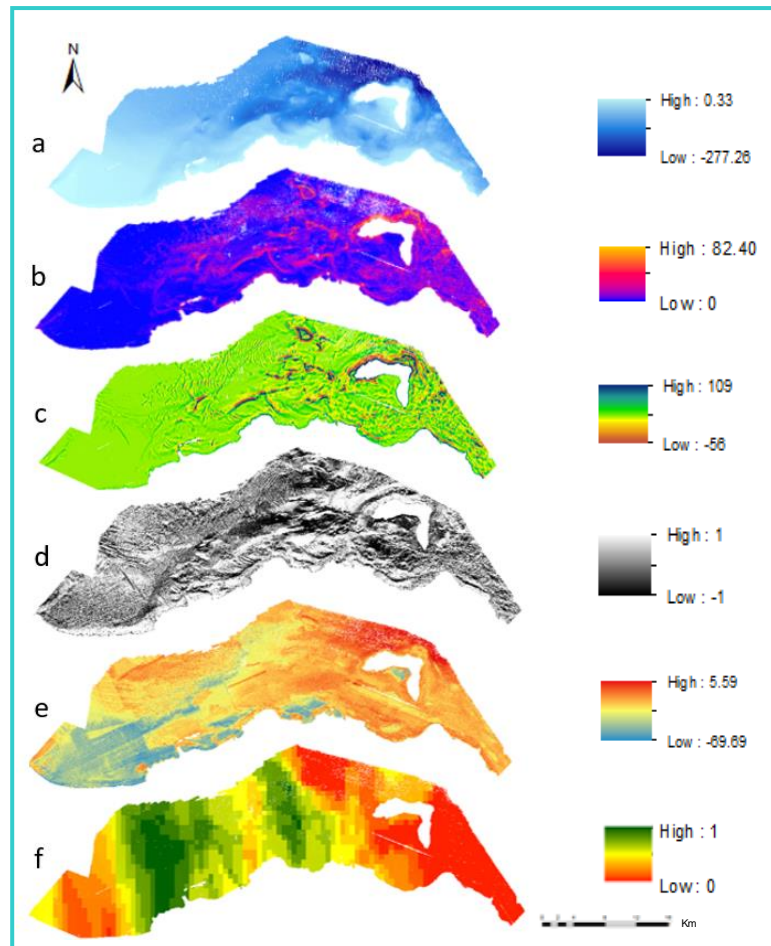 N
a
High : 0.33
Low : -277.26
b
High : 82.40
Low : 0
c
High : 109
Low : -56
d
High : 1
Low : -1
e
High : 5.59
Low : -69.69
f
High : 1
Low : 0
Km